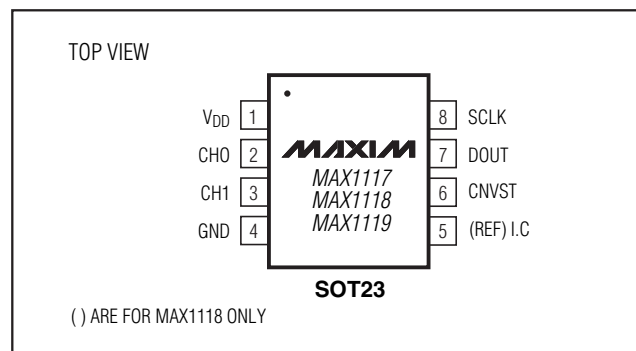 TOP VIEW
VDD 1
CH0 2
CH1 3
GND 4
MAXIM
MAX1117
MAX1118
MAX1119
8 SCLK
7 DOUT
6 CNVST
5 (REF) I.C
SOT23
( ) ARE FOR MAX1118 ONLY